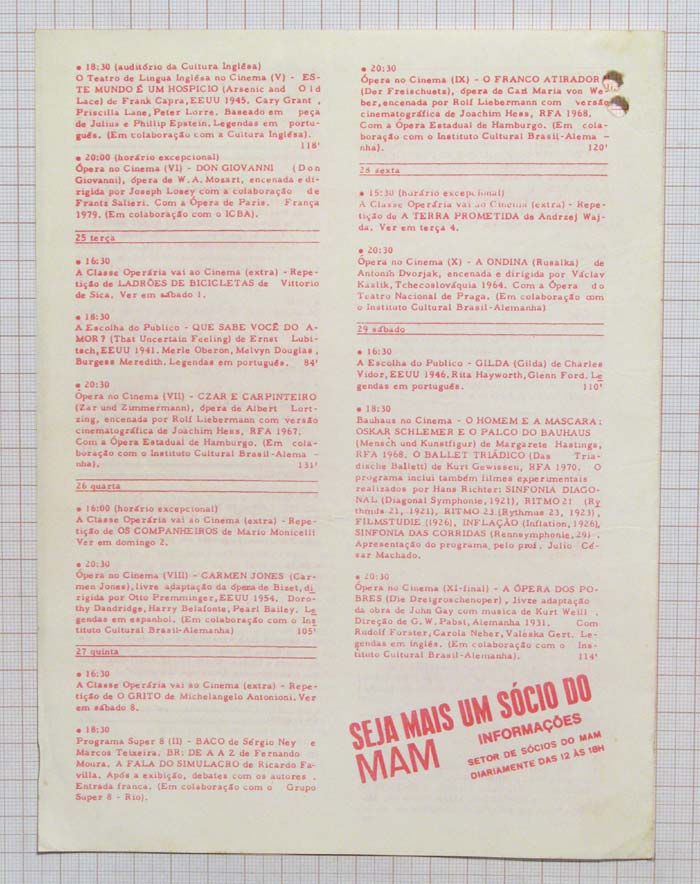 • 18:30 (auditório da Cultura Inglêsa)
O Teatro de Lingua Inglêsa no Cinema (V) - ES-
TE MUNDO É UM HOSPICIO (Arsenic and Old
Lace) de Frank Capra, EEUU 1945. Cary Grant ,
Priscilla Lane, Peter Lorre. Baseado em peça
de Julius e Phillip Epstein. Legendas em portu-
guês. (Em colaboração com a Cultura Inglêsa).
118'
• 20:00 (horário excepcional)
Ópera no Cinema (VI) - DON GIOVANNI (Don
Giovanni), ópera de W. A. Mozart, encenada e di-
rigida por Joseph Losey com a colaboração de
Frantz Salieri. Com a Ópera de Paris. França
1979. (Em colaboração com o ICBA).
25 terça
• 16:30
A Classe Operária vai ao Cinema (extra) - Repe-
tição de LADRÕES DE BICICLETAS de Vittorio
de Sica. Ver em sábado 1.
• 18:30
A Escolha do Publico - QUE SABE VOCÊ DO A-
MOR? (That Uncertain Feeling) de Ernst Lubi-
tsch, EEUU 1941. Merle Oberon, Melvyn Douglas ,
Burgess Meredith. Legendas em português. 84'
• 20:30
Ópera no Cinema (VII) - CZAR E CARPINTEIRO
(Zar und Zimmermann), ópera de Albert Lort-
zing, encenada por Rolf Liebermann com versão
cinematográfica de Joachim Hess, RFA 1967.
Com a Ópera Estadual de Hamburgo. (Em cola-
boração com o Instituto Cultural Brasil-Alema -
nha). 131'
26 quarta
• 16:00 (horário excepcional)
A Classe Operária vai ao Cinema (extra) - Repe-
tição de OS COMPANHEIROS de Mario Monicelli
Ver em domingo 2.
• 20:30
Ópera no Cinema (VIII) - CARMEN JONES (Car-
men Jones), livre adaptação da ópera de Bizet, di
rigida por Otto Premminger, EEUU 1954. Doro-
thy Dandridge, Harry Belafonte, Pearl Bailey. Le
gendas em espanhol. (Em colaboração com o Ins
tituto Cultural Brasil-Alemanha) 105'
27 quinta
• 16:30
A Classe Operária vai ao Cinema (extra) - Repe-
tição de O GRITO de Michelangelo Antonioni. Ver
em sábado 8.
• 18:30
Programa Super 8 (II) - BACO de Sérgio Ney e
Marcos Teixeira. BR: DE A A Z de Fernando
Moura. A FALA DO SIMULACRO de Ricardo Fa-
villa. Após a exibição, debates com os autores .
Entrada franca. (Em colaboração com o Grupo
Super 8 - Rio).
• 20:30
Ópera no Cinema (IX) - O FRANCO ATIRADOR
(Der Freischuetz), ópera de Carl Maria von We
ber, encenada por Rolf Liebermann com versão
cinematográfica de Joachim Hess, RFA 1968.
Com a Ópera Estadual de Hamburgo. (Em cola-
boração com o Instituto Cultural Brasil-Alema -
nha). 120'
28 sexta
• 15:30 (horário excepcional)
A Classe Operária vai ao Cinema (extra) - Repe-
tição de A TERRA PROMETIDA de Andrzej Waj-
da. Ver em terça 4.
• 20:30
Ópera no Cinema (X) - A ONDINA (Rusalka) de
Antonih Dvorjak, encenada e dirigida por Václav
Kaslik, Tchecoslováquia 1964. Com a Ópera do
Teatro Nacional de Praga. (Em colaboração com
o Instituto Cultural Brasil-Alemanha)
29 sábado
• 16:30
A Escolha do Publico - GILDA (Gilda) de Charles
Vidor, EEUU 1946. Rita Hayworth, Glenn Ford. Le
gendas em português. 110'
• 18:30
Bauhaus no Cinema - O HOMEM E A MASCARA:
OSKAR SCHLEMER E O PALCO DO BAUHAUS
(Mensch und Kunstfigur) de Margarete Hastings,
RFA 1968. O BALLET TRIÁDICO (Das Tria-
dische Ballett) de Kurt Gewissen, RFA 1970. O
programa inclui também filmes experimentais
realizados por Hans Richter: SINFONIA DIAGO-
NAL (Diagonal Symphonie, 1921), RITMO 21 (Ry
thmus 21, 1921), RITMO 23 (Rythmus 23, 1923),
FILMSTUDIE (1926), INFLAÇÃO (Inflation, 1926),
SINFONIA DAS CORRIDAS (Rennsymphonie, 29) .
Apresentação do programa pelo prof. Julio Cé-
sar Machado.
• 20:30
Ópera no Cinema (XI-final) - A ÓPERA DOS PO-
BRES (Die Dreigroschenoper) , livre adaptação
da obra de John Gay com musica de Kurt Weill .
Direção de G. W. Pabst, Alemanha 1931. Com
Rudolf Forster, Carola Neher, Valeska Gert. Le-
gendas em inglês. (Em colaboração com o Ins-
tituto Cultural Brasil-Alemanha). 114'
SEJA MAIS UM SÓCIO DO
MAM
INFORMAÇÕES
SETOR DE SÓCIOS DO MAM
DIARIAMENTE DAS 12 ÀS 18H